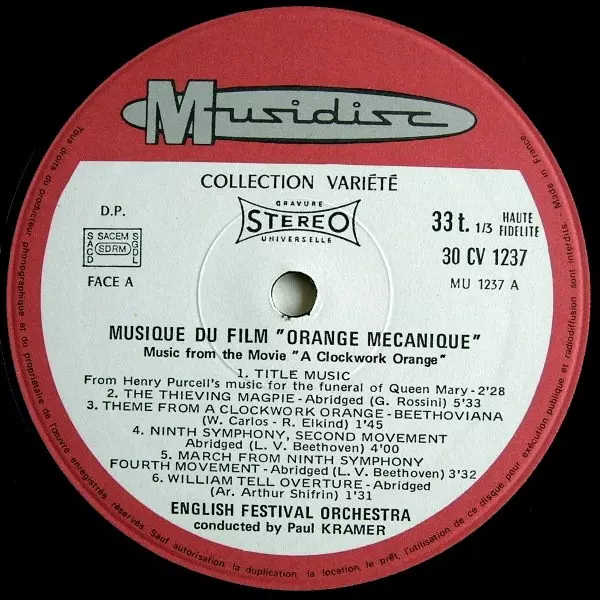 Musidisc
COLLECTION VARIÉTÉ
D.P.
GRAVURE
STEREO
UNIVERSELLE
33 t. 1/3 HAUTE FIDELITE
SACD SACEM SDRM SGDL
30 CV 1237
FACE A
MU 1237 A
MUSIQUE DU FILM "ORANGE MECANIQUE"
Music from the Movie "A Clockwork Orange"
1. TITLE MUSIC
From Henry Purcell's music for the funeral of Queen Mary - 2'28
2. THE THIEVING MAGPIE - Abridged (G. Rossini) 5'33
3. THEME FROM A CLOCKWORK ORANGE - BEETHOVIANA
(W. Carlos - R. Elkind) 1'45
4. NINTH SYMPHONY, SECOND MOVEMENT
Abridged (L. V. Beethoven) 4'00
5. MARCH FROM NINTH SYMPHONY
FOURTH MOVEMENT - Abridged (L. V. Beethoven) 3'32
6. WILLIAM TELL OVERTURE - Abridged
(Ar. Arthur Shifrin) 1'31
ENGLISH FESTIVAL ORCHESTRA
conducted by Paul KRAMER
Tous droits du producteur, phonographique et du propriétaire de l'œuvre enregistrée réservés. Sauf autorisation, la duplication, la location, le prêt, l'utilisation de ce disque pour exécution publique et radiodiffusion sont interdits - Made in France